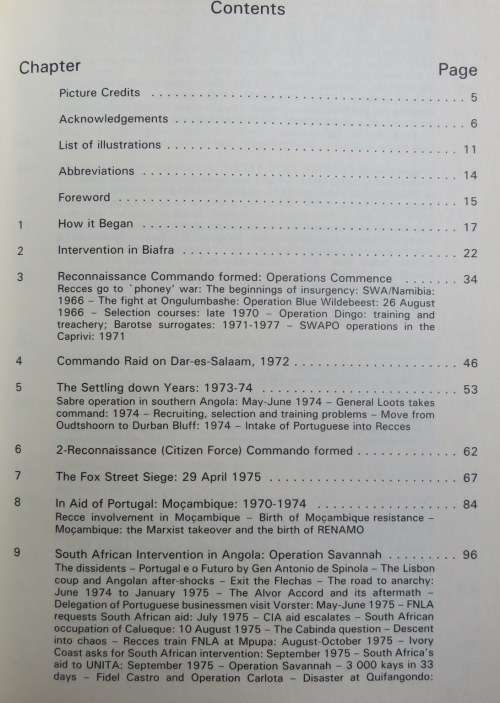 Contents
Chapter Page
Picture Credits . . . . . . . . . . . . . . . . . . . . . . . . . . . . . . . . . . . . . . . 5
Acknowledgements . . . . . . . . . . . . . . . . . . . . . . . . . . . . . . . . . . . . 6
List of illustrations . . . . . . . . . . . . . . . . . . . . . . . . . . . . . . . . . . . . . 11
Abbreviations . . . . . . . . . . . . . . . . . . . . . . . . . . . . . . . . . . . . . . . . 14
Foreword . . . . . . . . . . . . . . . . . . . . . . . . . . . . . . . . . . . . . . . . . . . 15
1 How it Began . . . . . . . . . . . . . . . . . . . . . . . . . . . . . . . . . . . . . . . . 17
2 Intervention in Biafra . . . . . . . . . . . . . . . . . . . . . . . . . . . . . . . . . . . 22
3 Reconnaissance Commando formed: Operations Commence . . . . . . . 34
Recces go to `phoney' war: The beginnings of insurgency: SWA/Namibia:
1966 – The fight at Ongulumbashe: Operation Blue Wildebeest: 26 August
1966 – Selection courses: late 1970 – Operation Dingo: training and
treachery; Barotse surrogates: 1971-1977 – SWAPO operations in the
Caprivi: 1971
4 Commando Raid on Dar-es-Salaam, 1972 . . . . . . . . . . . . . . . . . . . . . 46
5 The Settling down Years: 1973-74 . . . . . . . . . . . . . . . . . . . . . . . . . 53
Sabre operation in southern Angola: May-June 1974 – General Loots takes
command: 1974 – Recruiting, selection and training problems – Move from
Oudtshoorn to Durban Bluff: 1974 – Intake of Portuguese into Recces
6 2-Reconnaissance (Citizen Force) Commando formed . . . . . . . . . . . . . 62
7 The Fox Street Siege: 29 April 1975 . . . . . . . . . . . . . . . . . . . . . . . . 67
8 In Aid of Portugal: Moçambique: 1970-1974 . . . . . . . . . . . . . . . . . . 84
Recce involvement in Moçambique – Birth of Moçambique resistance –
Moçambique: the Marxist takeover and the birth of RENAMO
9 South African Intervention in Angola: Operation Savannah . . . . . . . . . 96
The dissidents – Portugal e o Futuro by Gen Antonio de Spinola – The Lisbon
coup and Angolan after-shocks – Exit the Flechas – The road to anarchy:
June 1974 to January 1975 – The Alvor Accord and its aftermath –
Delegation of Portuguese businessmen visit Vorster: May-June 1975 – FNLA
requests South African aid: July 1975 – CIA aid escalates – South African
occupation of Calueque: 10 August 1975 – The Cabinda question – Descent
into chaos – Recces train FNLA at Mpupa: August-October 1975 – Ivory
Coast asks for South African intervention: September 1975 – South Africa's
aid to UNITA: September 1975 – Operation Savannah – 3 000 kays in 33
days – Fidel Castro and Operation Carlota – Disaster at Quifangondo: